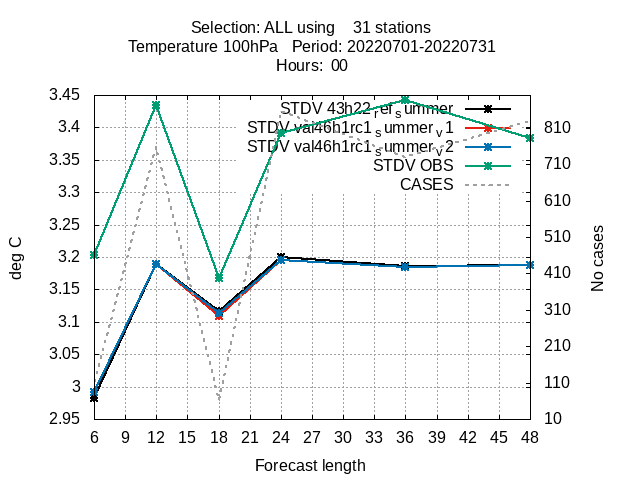 Selection: ALL using 31 stations
Temperature 100hPa Period: 20220701-20220731
Hours: 00
3.45
3.4
3.35
3.3
3.25
3.2
3.15
3.1
3.05
3
2.95
deg C
STDV 43h22_rer_summer
STDV val46h1rc1_summer_v1
STDV val46h1rc1_summer_v2
STDV OBS
CASES
810
710
610
510
410
310
210
110
10
No cases
6 9 12 15 18 21 24 27 30 33 36 39 42 45 48
Forecast length